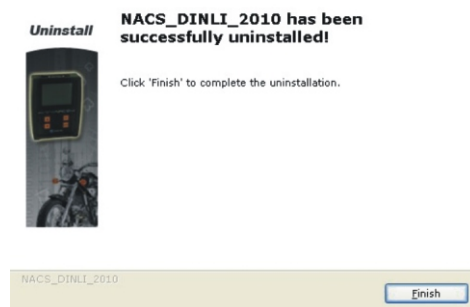 Uninstall
NACS_DINLI_2010 has been
successfully uninstalled!
Click 'Finish' to complete the uninstallation.
NACS_DINLI_2010
Finish